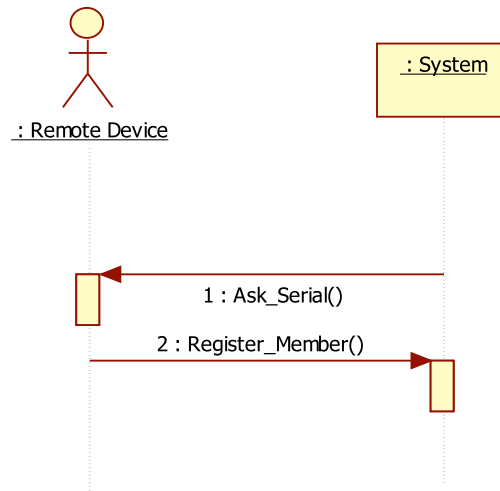 : System
: Remote Device
1 : Ask_Serial()
2 : Register_Member()